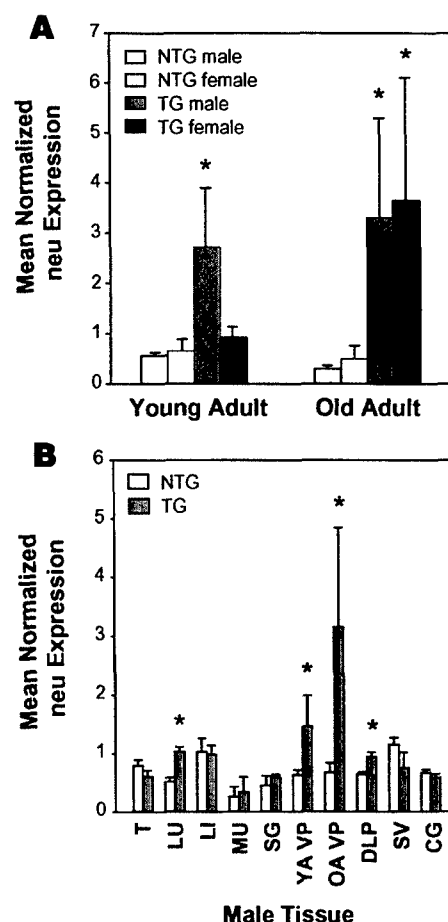 A
Mean Normalized
neu Expression
7
6
5
4
3
2
1
0
NTG male
NTG female
TG male
TG female
*
*
*
Young Adult
Old Adult
B
Mean Normalized
neu Expression
6
5
4
3
2
1
0
NTG
TG
*
*
*
*
T
LU
LI
MU
SG
YA VP
OA VP
DLP
SV
CG
Male Tissue